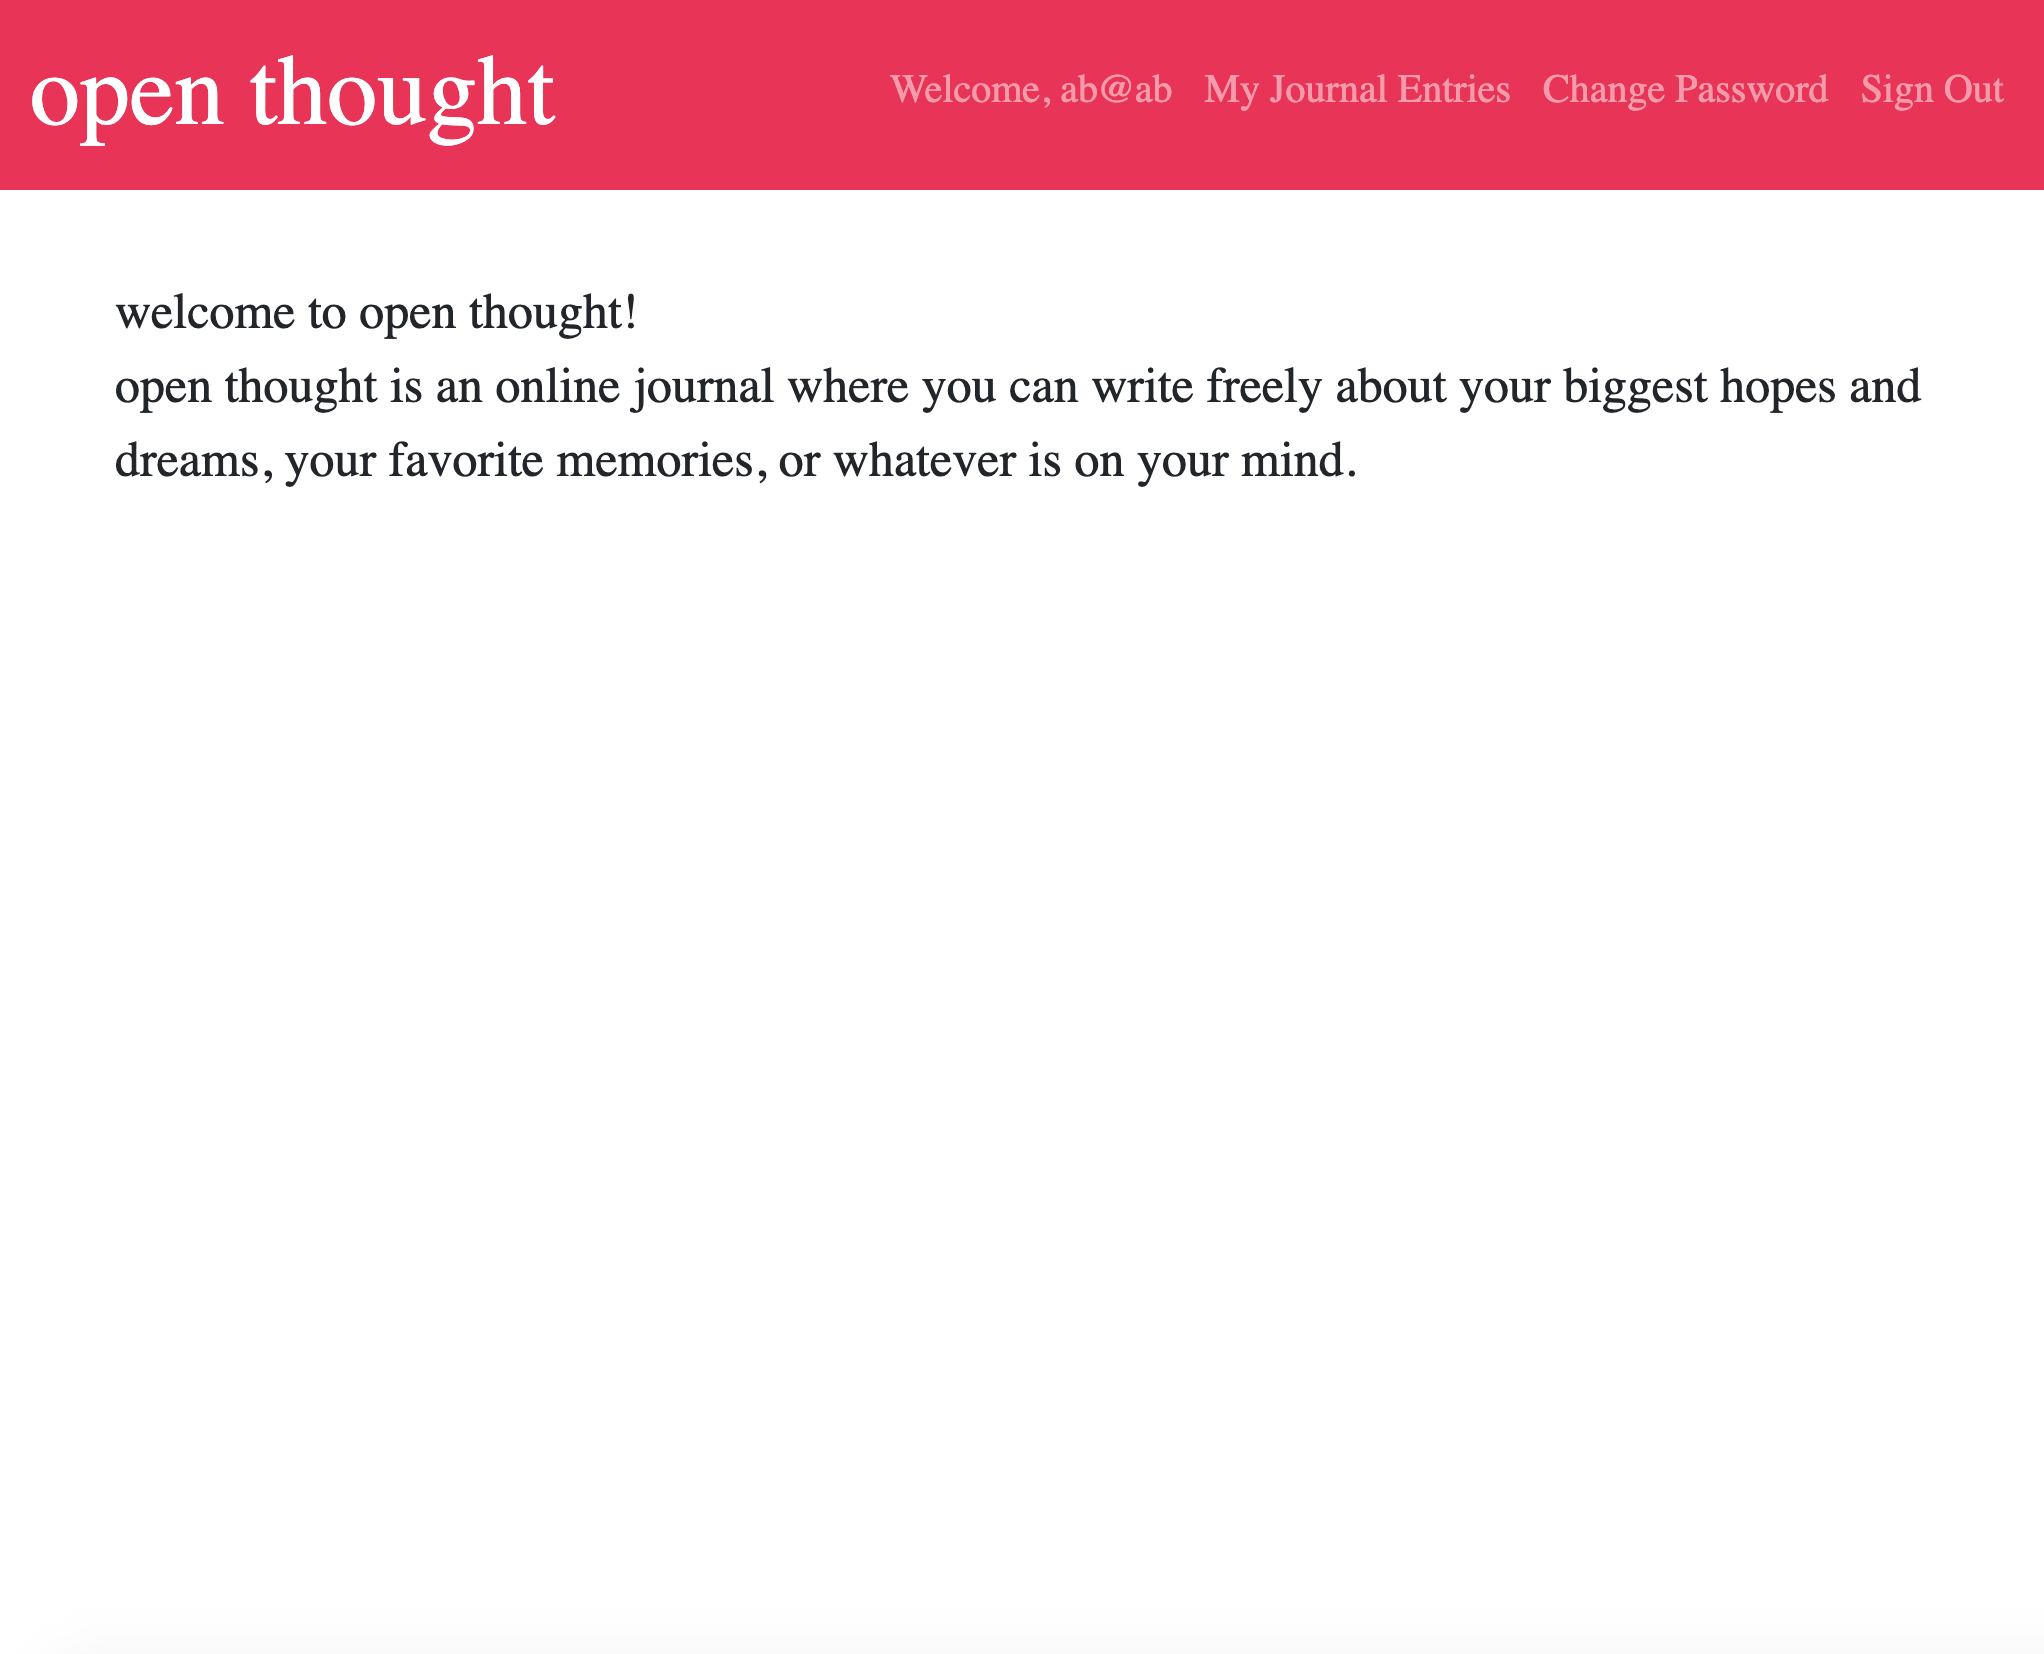 open thought
Welcome, ab@ab My Journal Entries Change Password Sign Out
welcome to open thought!
open thought is an online journal where you can write freely about your biggest hopes and
dreams, your favorite memories, or whatever is on your mind.